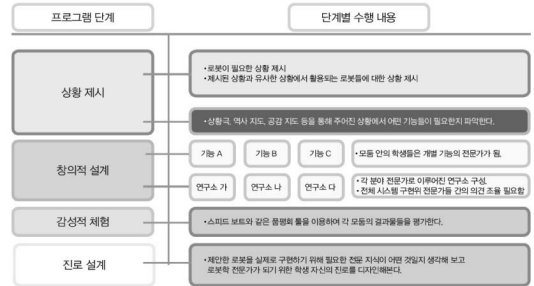 프로그램 단계
단계별 수행 내용
상황 제시
• 로봇이 필요한 상황 제시
• 제시된 상황과 유사한 상황에서 활용되는 로봇들에 대한 상황 제시
• 상황극, 역사 지도, 공감 지도 등을 통해 주어진 상황에서 어떤 기능들이 필요한지 파악한다.
창의적 설계
기능 A
기능 B
기능 C
• 모둠 안의 학생들은 개별 기능의 전문가가 됨.
연구소 가
연구소 나
연구소 다
• 각 분야 전문가로 이루어진 연구소 구성.
• 전체 시스템 구현위 전문가들 간의 의견 조율 필요함
감성적 체험
• 스피드 보트와 같은 품평회 툴을 이용하여 각 모둠의 결과물들을 평가한다.
진로 설계
• 제안한 로봇을 실제로 구현하기 위해 필요한 전문 지식이 어떤 것일지 생각해 보고
로봇학 전문가가 되기 위한 학생 자신의 진로를 디자인해본다.